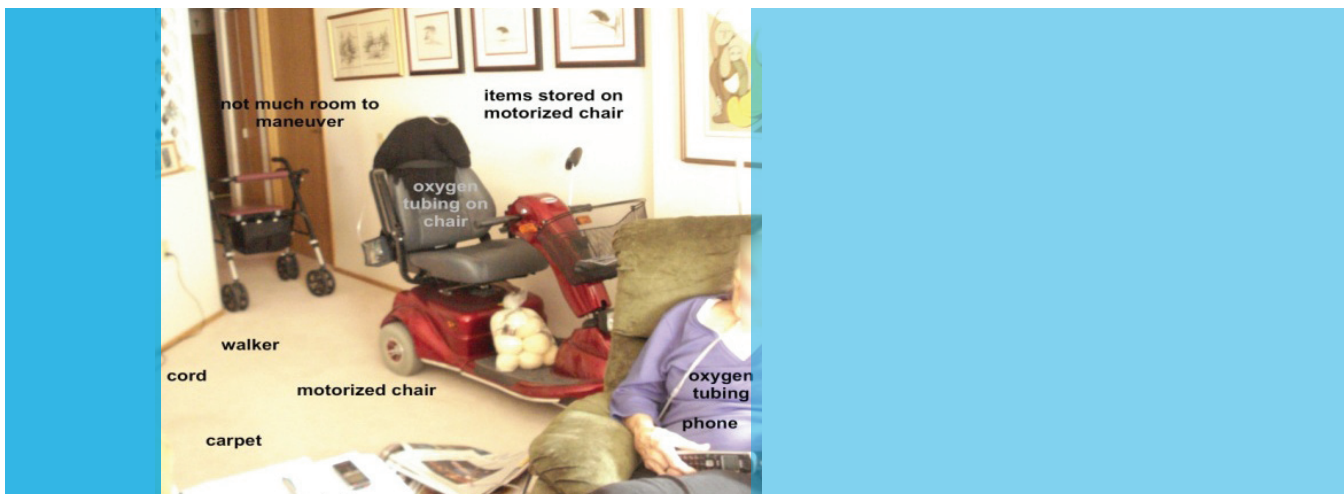 not much room to
maneuver
items stored on
motorized chair
oxygen
tubing on
chair
walker
cord
motorized chair
carpet
oxygen
tubing
phone